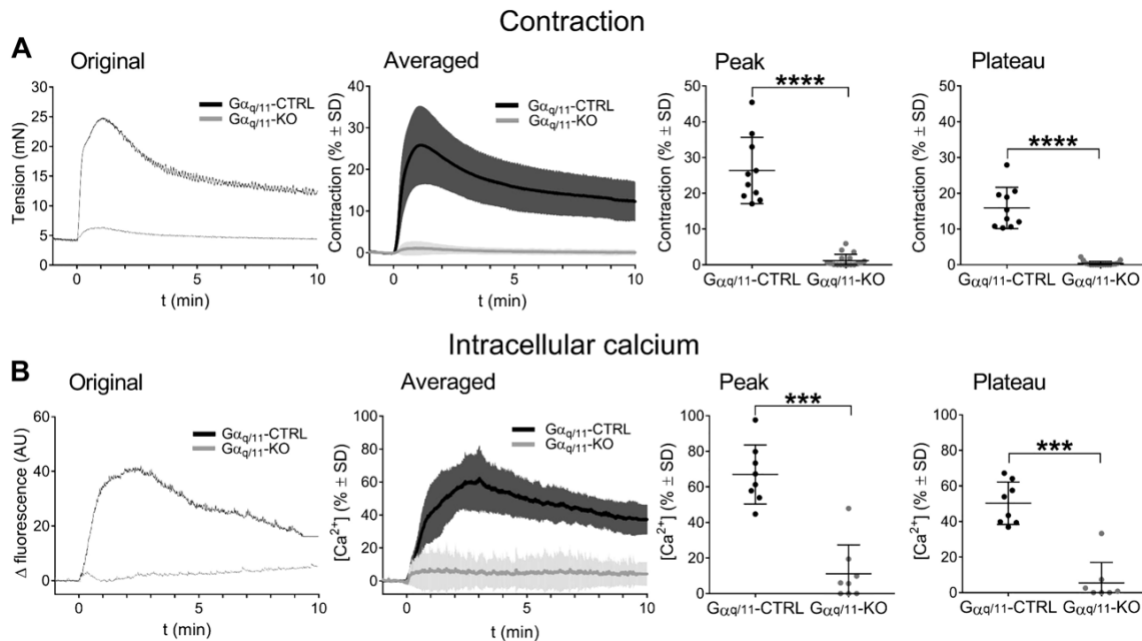 Contraction
A
Original
Averaged
Peak
Plateau
Tension (mN)
30
25
20
15
10
5
0
0
5
10
t (min)
Gαq/11-CTRL
Gαq/11-KO
Contraction (% ± SD)
40
30
20
10
0
0
5
10
t (min)
Gαq/11-CTRL
Gαq/11-KO
Contraction (% ± SD)
50
40
30
20
10
0
****
Gαq/11-CTRL Gαq/11-KO
Contraction (% ± SD)
50
40
30
20
10
0
****
Gαq/11-CTRL Gαq/11-KO
Intracellular calcium
B
Original
Averaged
Peak
Plateau
Δ fluorescence (AU)
60
40
20
0
0
5
10
t (min)
Gαq/11-CTRL
Gαq/11-KO
[Ca2+] (% ± SD)
100
80
60
40
20
0
0
5
10
t (min)
Gαq/11-CTRL
Gαq/11-KO
[Ca2+] (% ± SD)
100
80
60
40
20
0
***
Gαq/11-CTRL Gαq/11-KO
[Ca2+] (% ± SD)
100
80
60
40
20
0
***
Gαq/11-CTRL Gαq/11-KO